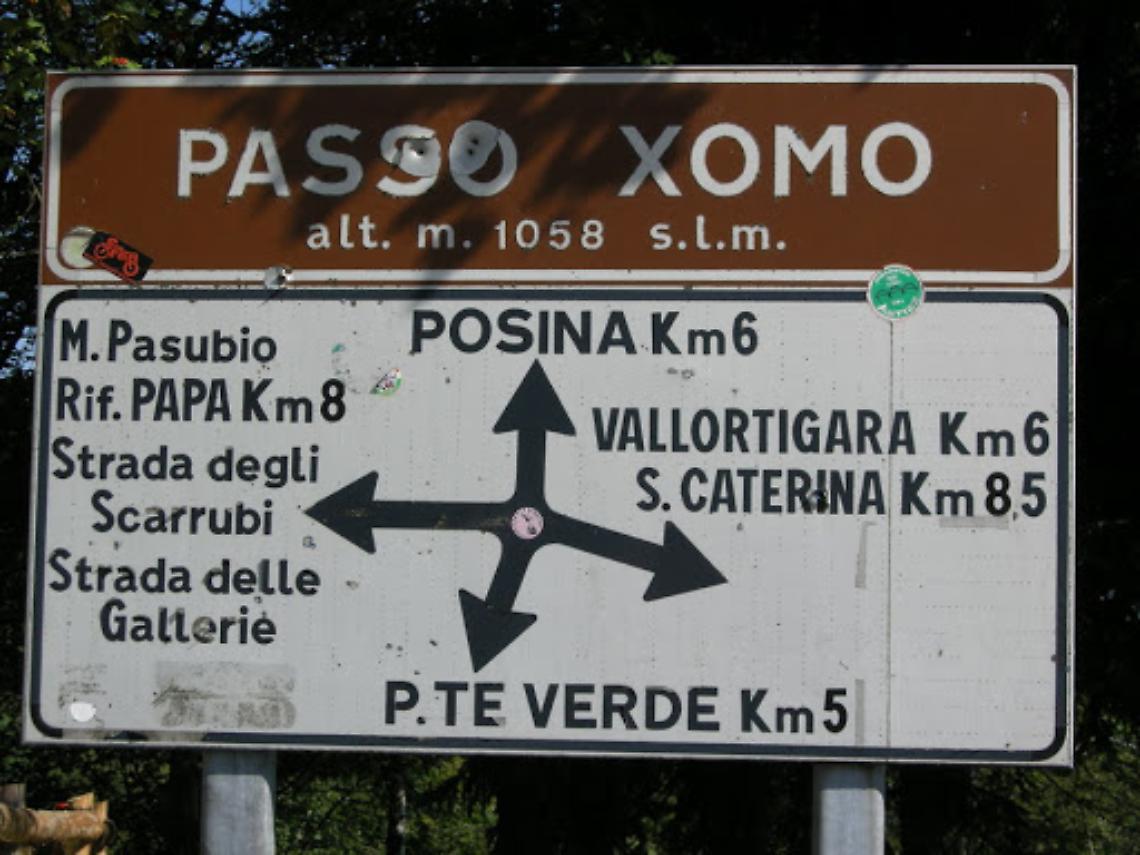 PASSO XOMO
alt. m. 1058 s.l.m.
POSINA Km 6
M. Pasubio
Rif. PAPA Km 8
Strada degli
Scarrubi
Strada delle
Gallerie
VALLORTIGARA Km 6
S. CATERINA Km 8 5
P.TE VERDE Km 5